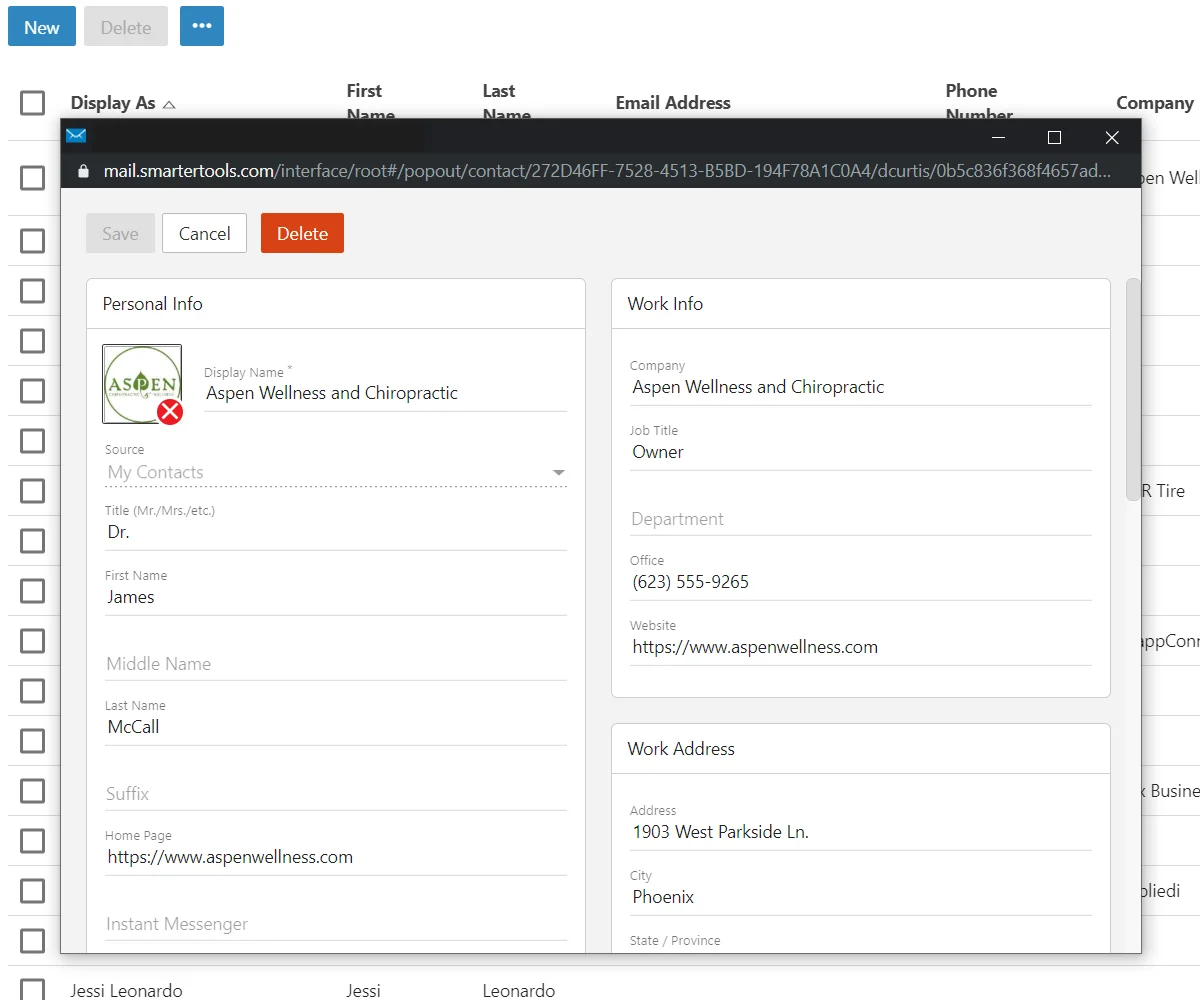 New Delete •••
Display As First Name Last Name Email Address Phone Number Company
mail.smartertools.com/interface/root#/popout/contact/272D46FF-7528-4513-B5BD-194F78A1C0A4/dcurtis/0b5c836f368f4657ad...
Save Cancel Delete
Personal Info
ASPEN
Display Name *
Aspen Wellness and Chiropractic
Source
My Contacts
Title (Mr./Mrs./etc.)
Dr.
First Name
James
Middle Name
Last Name
McCall
Suffix
Home Page
https://www.aspenwellness.com
Instant Messenger
Work Info
Company
Aspen Wellness and Chiropractic
Job Title
Owner
Department
Office
(623) 555-9265
Website
https://www.aspenwellness.com
Work Address
Address
1903 West Parkside Ln.
City
Phoenix
State / Province
R Tire
Jessi Leonardo Jessi Leonardo